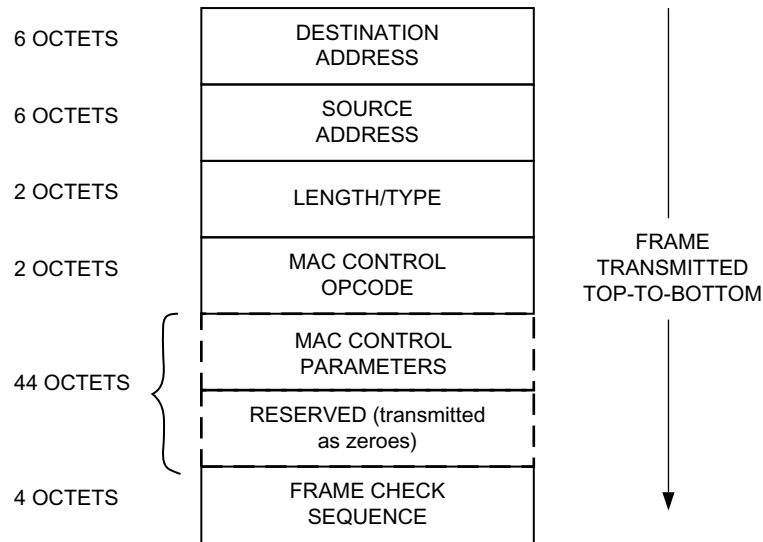 6 OCTETS
DESTINATION
ADDRESS
6 OCTETS
SOURCE
ADDRESS
2 OCTETS
LENGTH/TYPE
2 OCTETS
MAC CONTROL
OPCODE
44 OCTETS
MAC CONTROL
PARAMETERS
RESERVED (transmitted
as zeroes)
4 OCTETS
FRAME CHECK
SEQUENCE
FRAME
TRANSMITTED
TOP-TO-BOTTOM